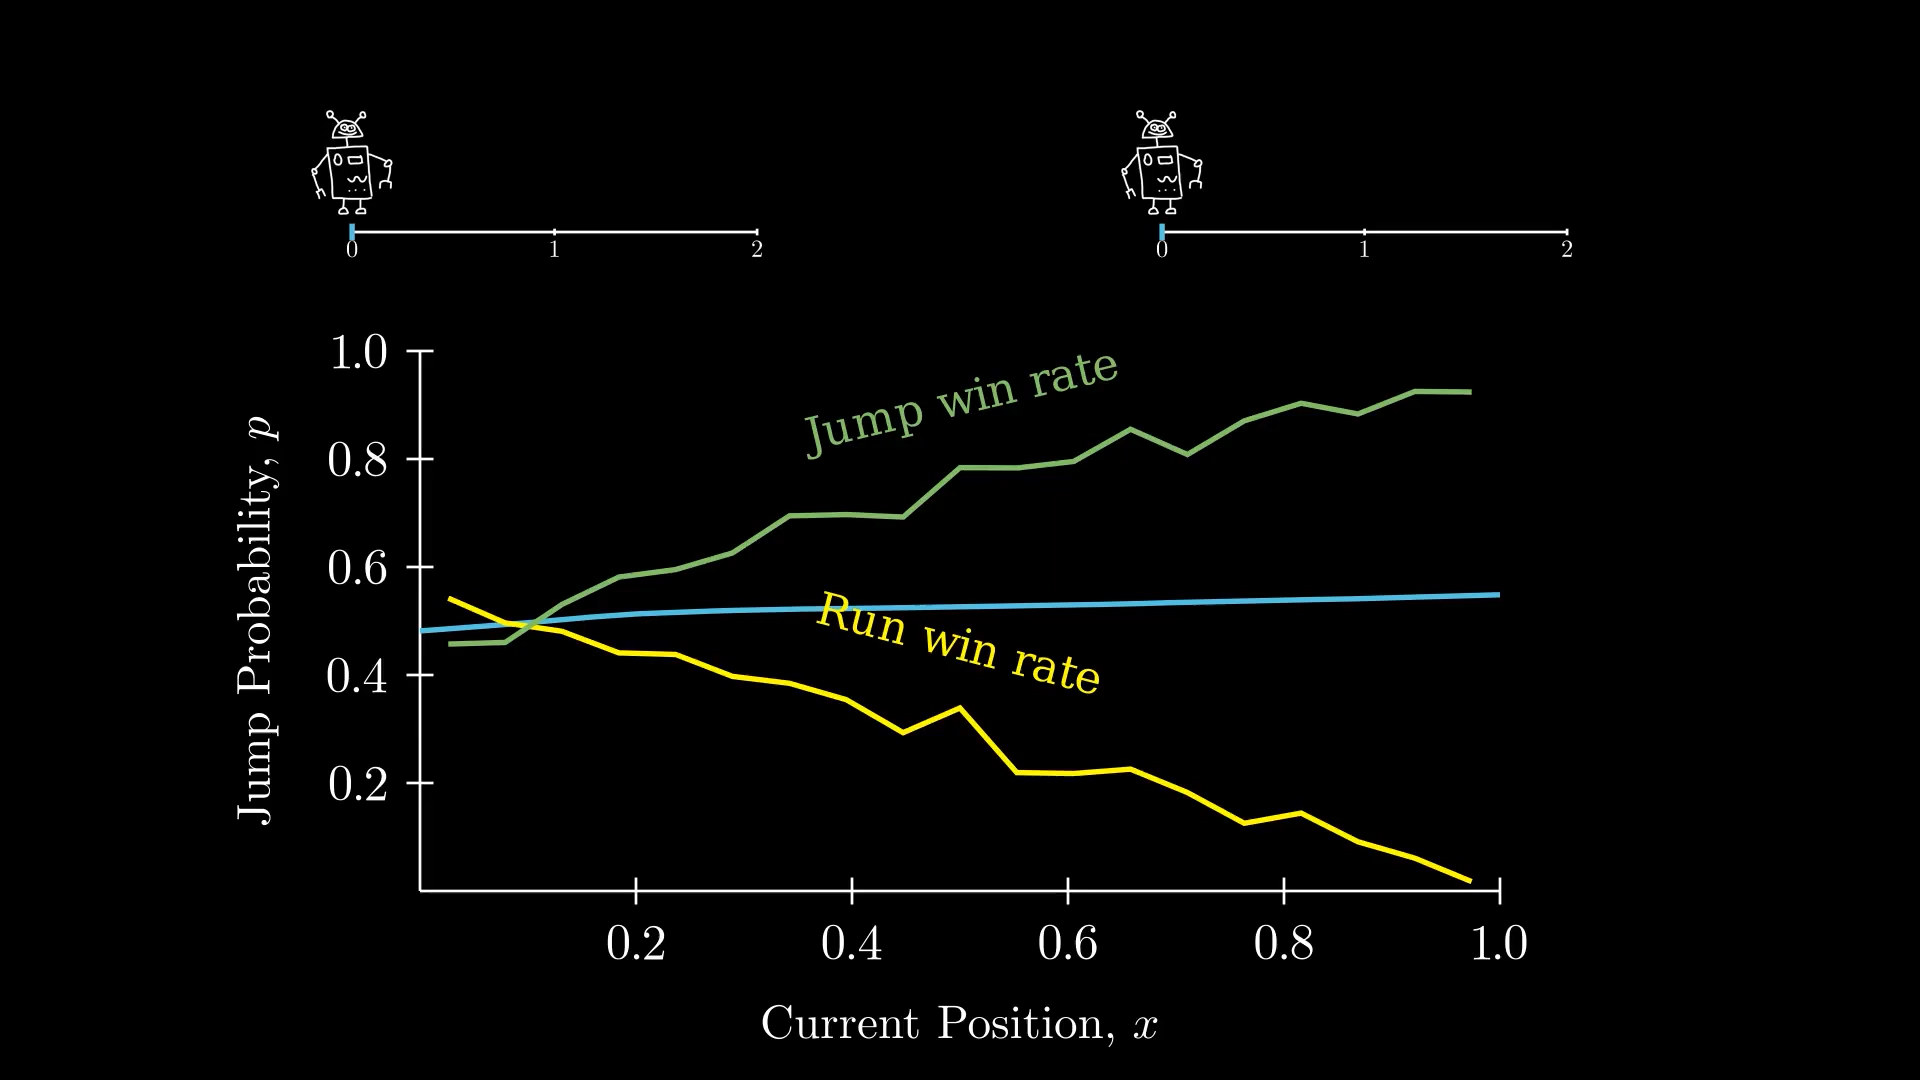 0 1 2
0 1 2
1.0
0.8
0.6
0.4
0.2
Jump Probability, p
Jump win rate
Run win rate
0.2 0.4 0.6 0.8 1.0
Current Position, x